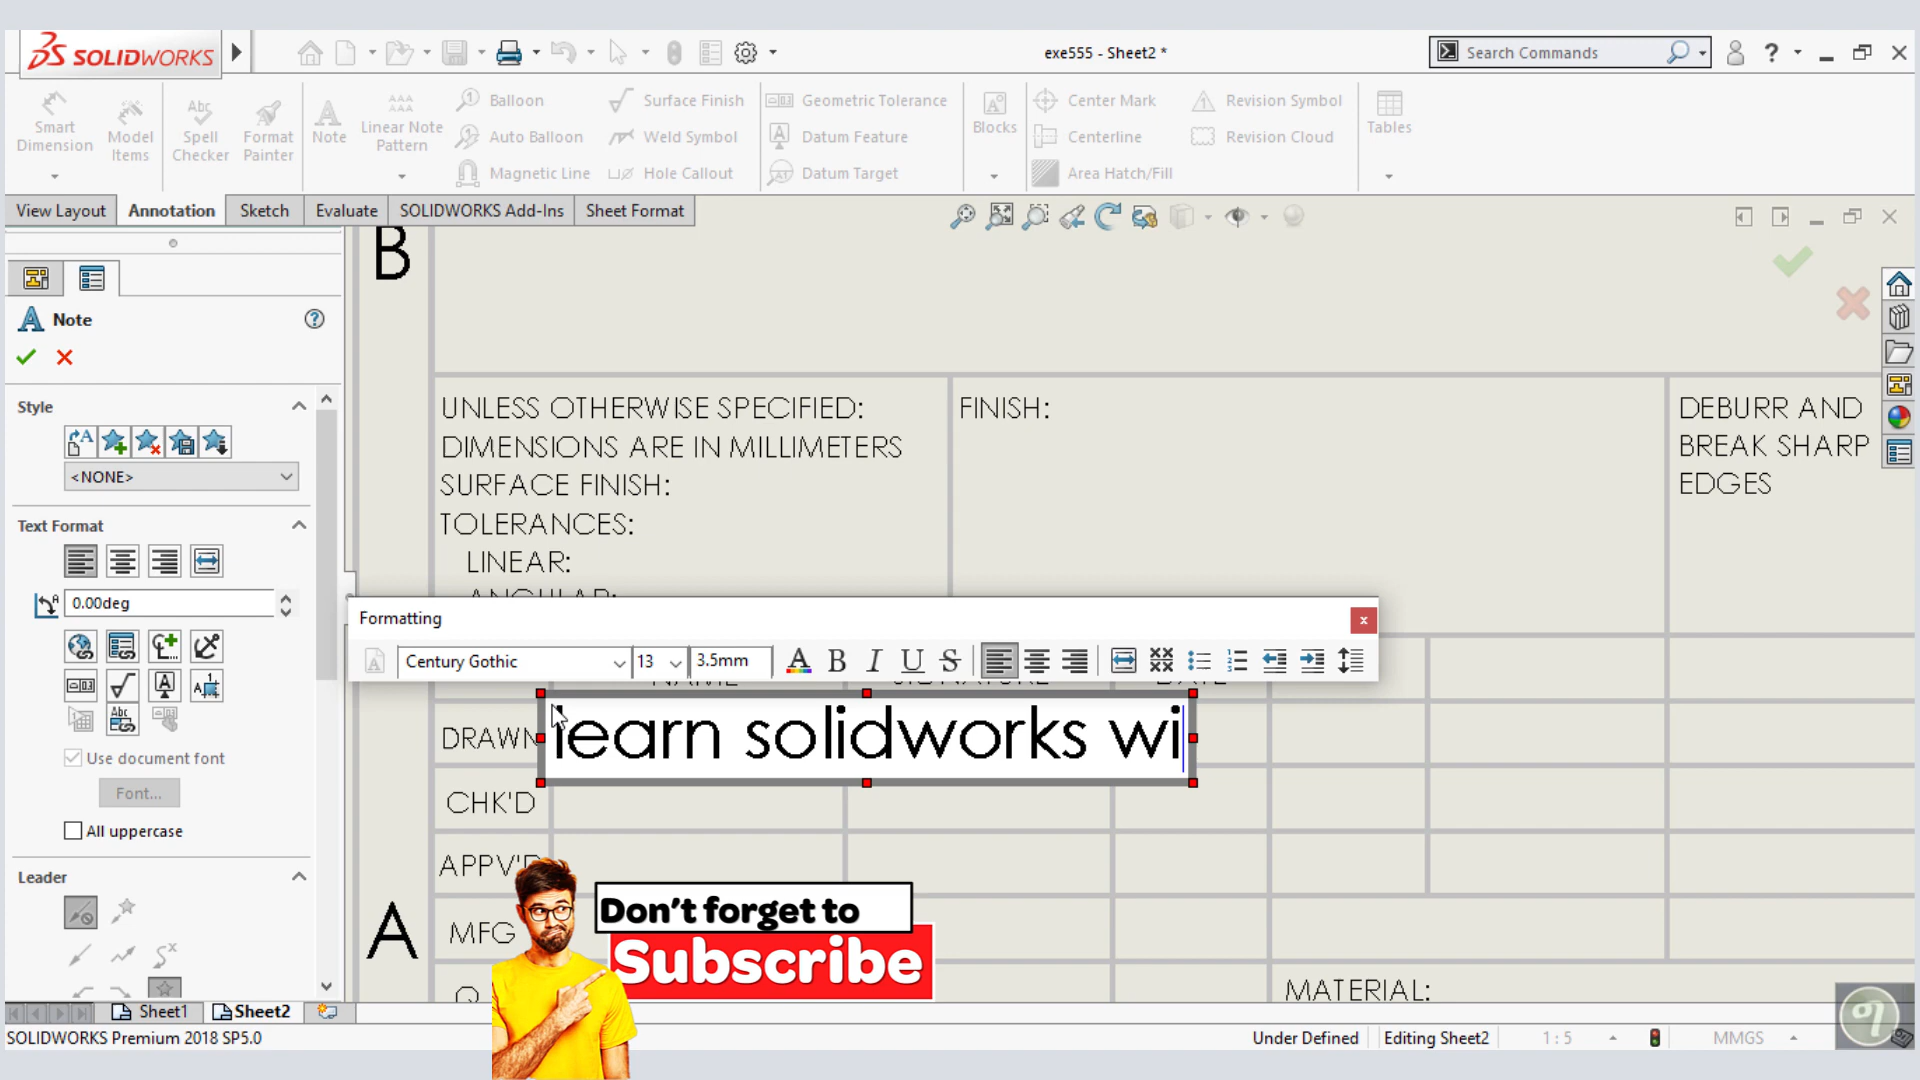 SOLIDWORKS
exe555 - Sheet2 *
Search Commands
?
Smart Dimension
Model Items
Spell Checker
Format Painter
Note
Linear Note Pattern
Balloon
Auto Balloon
Magnetic Line
Surface Finish
Weld Symbol
Hole Callout
Geometric Tolerance
Datum Feature
Datum Target
Blocks
Center Mark
Centerline
Area Hatch/Fill
Revision Symbol
Revision Cloud
Tables
View Layout
Annotation
Sketch
Evaluate
SOLIDWORKS Add-Ins
Sheet Format
B
Note
Style
<NONE>
Text Format
0.00deg
Use document font
Font...
All uppercase
Leader
UNLESS OTHERWISE SPECIFIED:
DIMENSIONS ARE IN MILLIMETERS
SURFACE FINISH:
TOLERANCES:
LINEAR:
ANGULAR:
FINISH:
DEBURR AND
BREAK SHARP
EDGES
Formatting
Century Gothic
13
3.5mm
B I U S
NAME
SIGNATURE
DATE
DRAWN
learn solidworks wi
CHK'D
APPV'D
MFG
A
MATERIAL:
Don't forget to
Subscribe
Sheet1
Sheet2
SOLIDWORKS Premium 2018 SP5.0
Under Defined
Editing Sheet2
1 : 5
MMGS